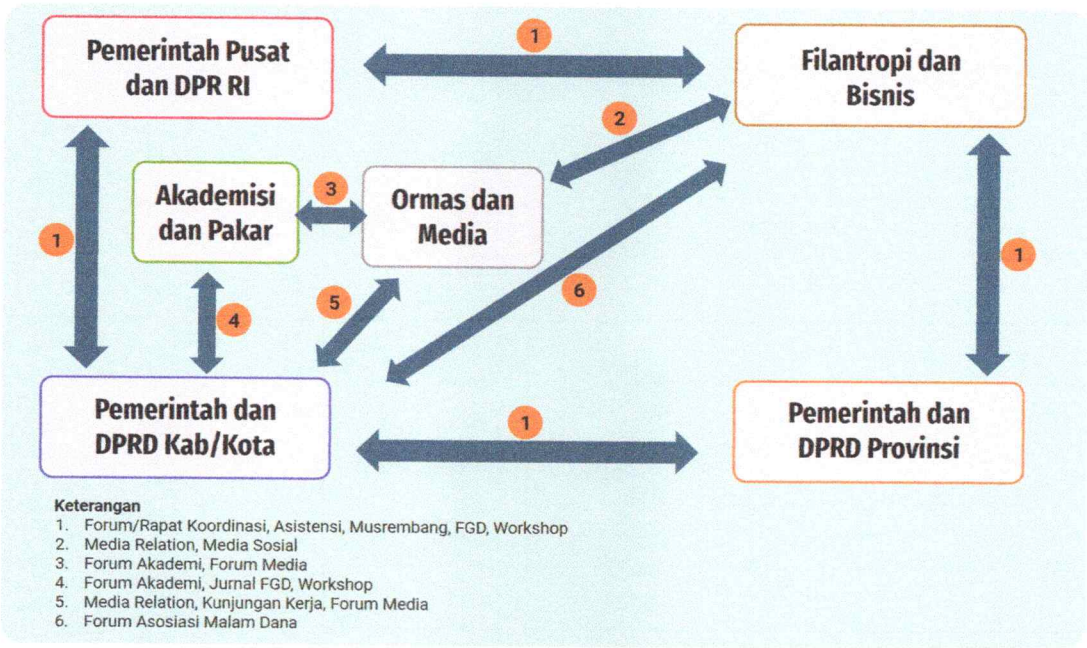 Pemerintah Pusat
dan DPR RI
1
Filantropi dan
Bisnis
2
Akademisi
dan Pakar
3
Ormas dan
Media
1
4
5
6
1
Pemerintah dan
DPRD Kab/Kota
1
Pemerintah dan
DPRD Provinsi
Keterangan
1. Forum/Rapat Koordinasi, Asistensi, Musrembang, FGD, Workshop
2. Media Relation, Media Sosial
3. Forum Akademi, Forum Media
4. Forum Akademi, Jurnal FGD, Workshop
5. Media Relation, Kunjungan Kerja, Forum Media
6. Forum Asosiasi Malam Dana